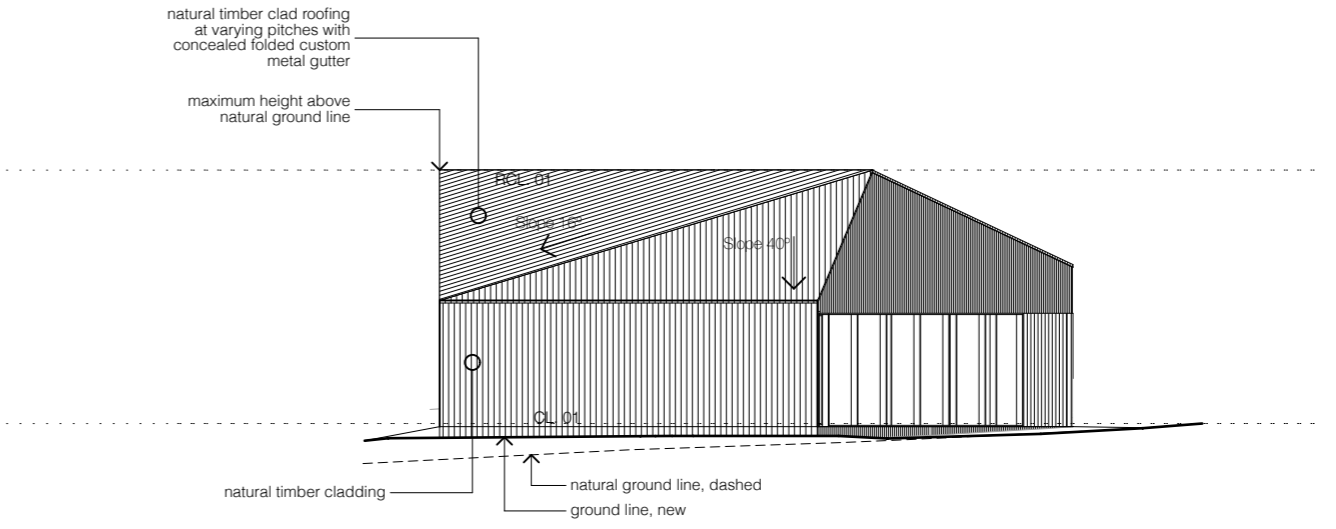 natural timber clad roofing
at varying pitches with
concealed folded custom
metal gutter
maximum height above
natural ground line
RCL 01
Slope 16°
Slope 40°
CL 01
natural timber cladding
natural ground line, dashed
ground line, new